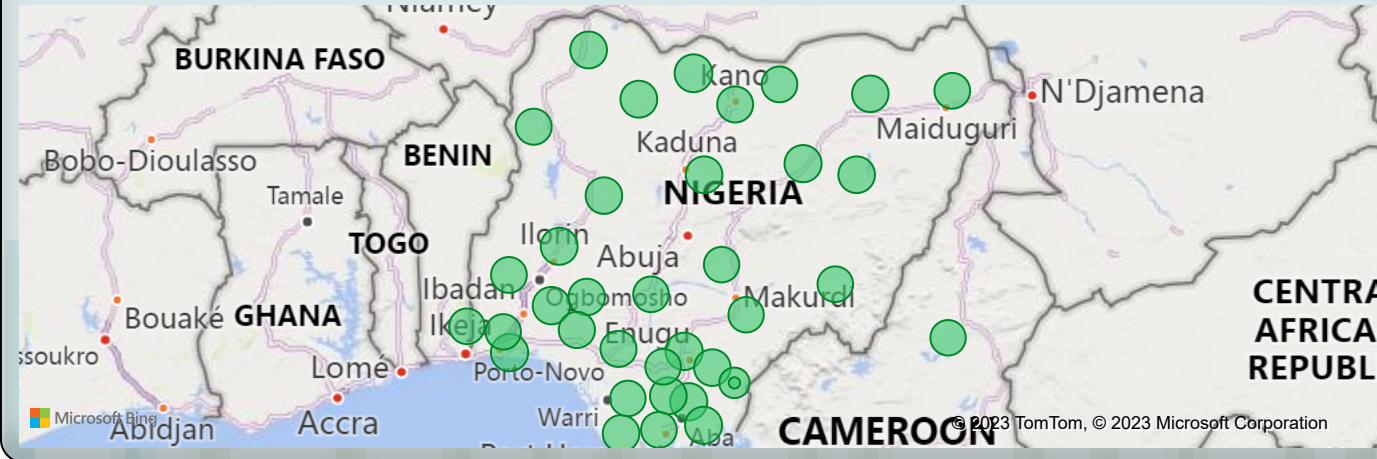 Niamey
BURKINA FASO
Kano
N'Djamena
Maiduguri
Kaduna
Bobo-Dioulasso
BENIN
Tamale
NIGERIA
Ilorin
TOGO
Abuja
Ibadan
Ogbomosho
Makurdi
CENTRA
AFRICA
REPUBL
Bouaké
GHANA
Ikeja
Enugu
ssoukro
Lomé
Porto-Novo
Microsoft Bing
Abidjan
Accra
Warri
Aba
CAMEROON
© 2023 TomTom, © 2023 Microsoft Corporation